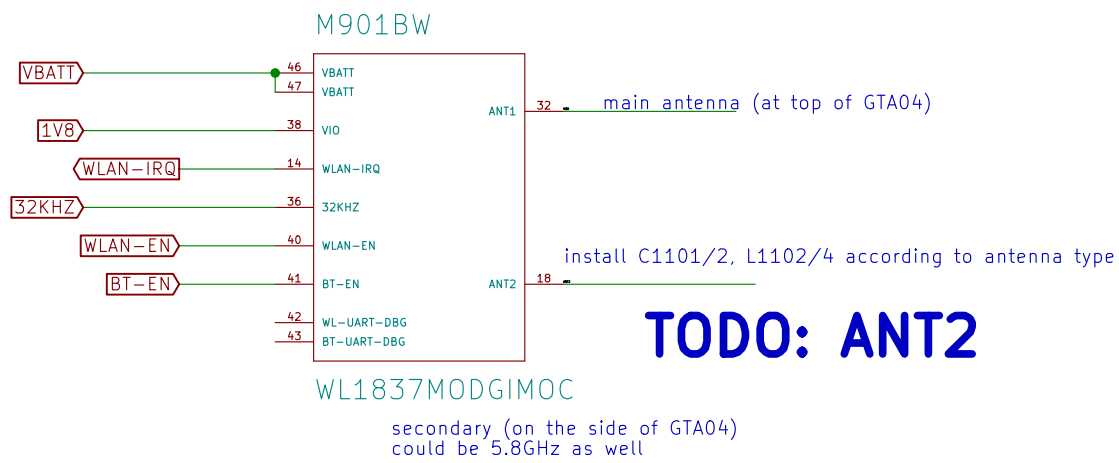 M901BW
VBATT 46 VBATT
47 VBATT
ANT1 32 main antenna (at top of GTA04)
1V8 38 VIO
WLAN-IRQ 14 WLAN-IRQ
36 32KHZ
32KHZ
WLAN-EN 40 WLAN-EN
install C1101/2, L1102/4 according to antenna type
BT-EN 41 BT-EN
ANT2 18
42 WL-UART-DBG
43 BT-UART-DBG
TODO: ANT2
WL1837MODGIMOC
secondary (on the side of GTA04)
could be 5.8GHz as well